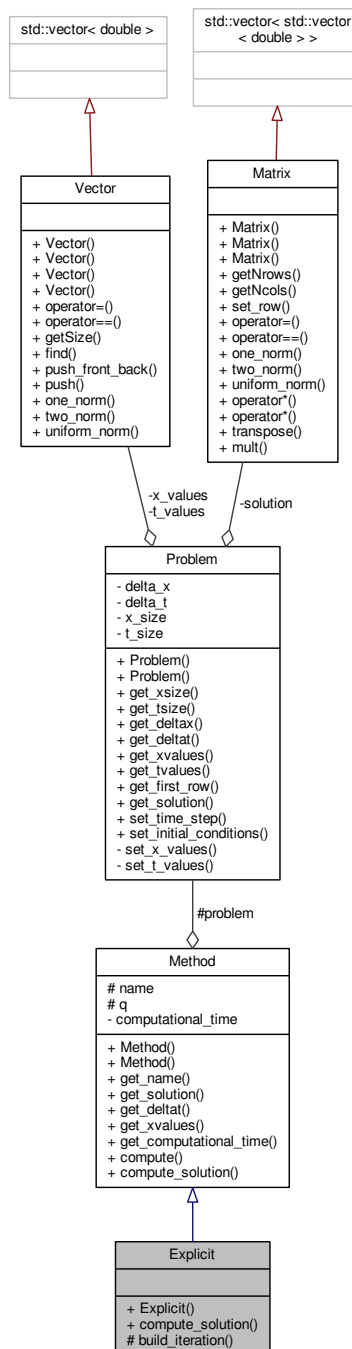 std::vector< double >
std::vector< std::vector
< double > >
Vector
+ Vector()
+ Vector()
+ Vector()
+ Vector()
+ operator=()
+ operator==()
+ getSize()
+ find()
+ push_front_back()
+ push()
+ one_norm()
+ two_norm()
+ uniform_norm()
Matrix
+ Matrix()
+ Matrix()
+ Matrix()
+ getNrows()
+ getNcols()
+ set_row()
+ operator=()
+ operator==()
+ one_norm()
+ two_norm()
+ uniform_norm()
+ operator*()
+ operator*()
+ transpose()
+ mult()
-x_values
-t_values
-solution
Problem
- delta_x
- delta_t
- x_size
- t_size
+ Problem()
+ Problem()
+ get_xsize()
+ get_tsize()
+ get_deltax()
+ get_deltat()
+ get_xvalues()
+ get_tvalues()
+ get_first_row()
+ get_solution()
+ set_time_step()
+ set_initial_conditions()
- set_x_values()
- set_t_values()
#problem
Method
# name
# q
- computational_time
+ Method()
+ Method()
+ get_name()
+ get_solution()
+ get_deltat()
+ get_xvalues()
+ get_computational_time()
+ compute()
+ compute_solution()
Explicit
+ Explicit()
+ compute_solution()
# build_iteration()